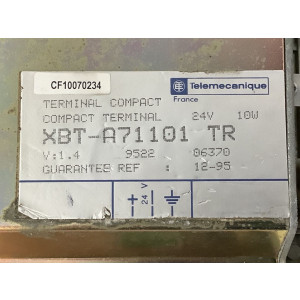 CF10070234
Telemecanique
France
TERMINAL COMPACT
COMPACT TERMINAL 24V 10W
XBT-A71101 TR
V:1.4 9522 06370
GUARANTEE REF : 12-95
+ 24 V